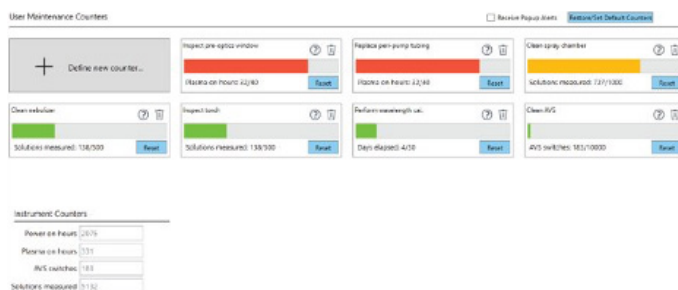 User Maintenance Counters
Receive Popup Alerts
Restore/Set Default Counters
Define new counter...
Inspect pre-optics window
Plasma on hours: 32/40
Reset
Replace peri-pump tubing
Plasma on hours: 32/40
Reset
Clean spray chamber
Solutions measured: 737/1000
Reset
Clean nebulizer
Solutions measured: 138/500
Reset
Inspect torch
Solutions measured: 138/500
Reset
Perform wavelength cal.
Days elapsed: 4/30
Reset
Clean AVS
AVS switches: 183/10000
Reset
Instrument Counters
Power on hours 2976
Plasma on hours 331
AVS switches 183
Solutions measured 5132